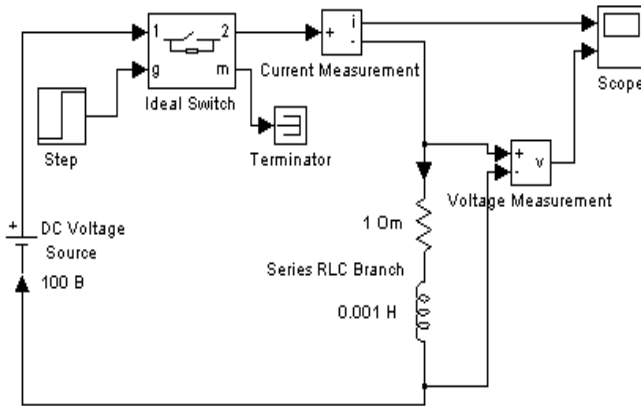 1
2
g
m
Ideal Switch
+
i
-
Current Measurement
Scope
Step
Terminator
+
v
-
Voltage Measurement
+
DC Voltage
Source
100 B
1 Om
Series RLC Branch
0.001 H